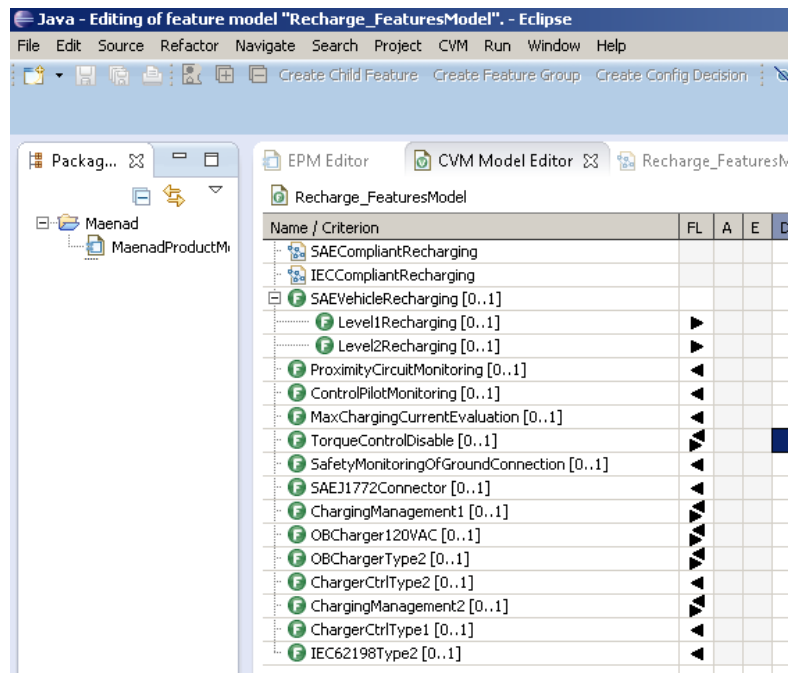 Java - Editing of feature model "Recharge_FeaturesModel". - Eclipse
File Edit Source Refactor Navigate Search Project CVM Run Window Help
Create Child Feature Create Feature Group Create Config Decision
Packag...
EPM Editor CVM Model Editor Recharge_FeaturesM
Recharge_FeaturesModel
Maenad
MaenadProductM
Name / Criterion FL A E D
SAECompliantRecharging
IECCompliantRecharging
SAEVehicleRecharging [0..1]
Level1Recharging [0..1]
Level2Recharging [0..1]
ProximityCircuitMonitoring [0..1]
ControlPilotMonitoring [0..1]
MaxChargingCurrentEvaluation [0..1]
TorqueControlDisable [0..1]
SafetyMonitoringOfGroundConnection [0..1]
SAEJ1772Connector [0..1]
ChargingManagement1 [0..1]
OBCharger120VAC [0..1]
OBChargerType2 [0..1]
ChargerCtrlType2 [0..1]
ChargingManagement2 [0..1]
ChargerCtrlType1 [0..1]
IEC62198Type2 [0..1]